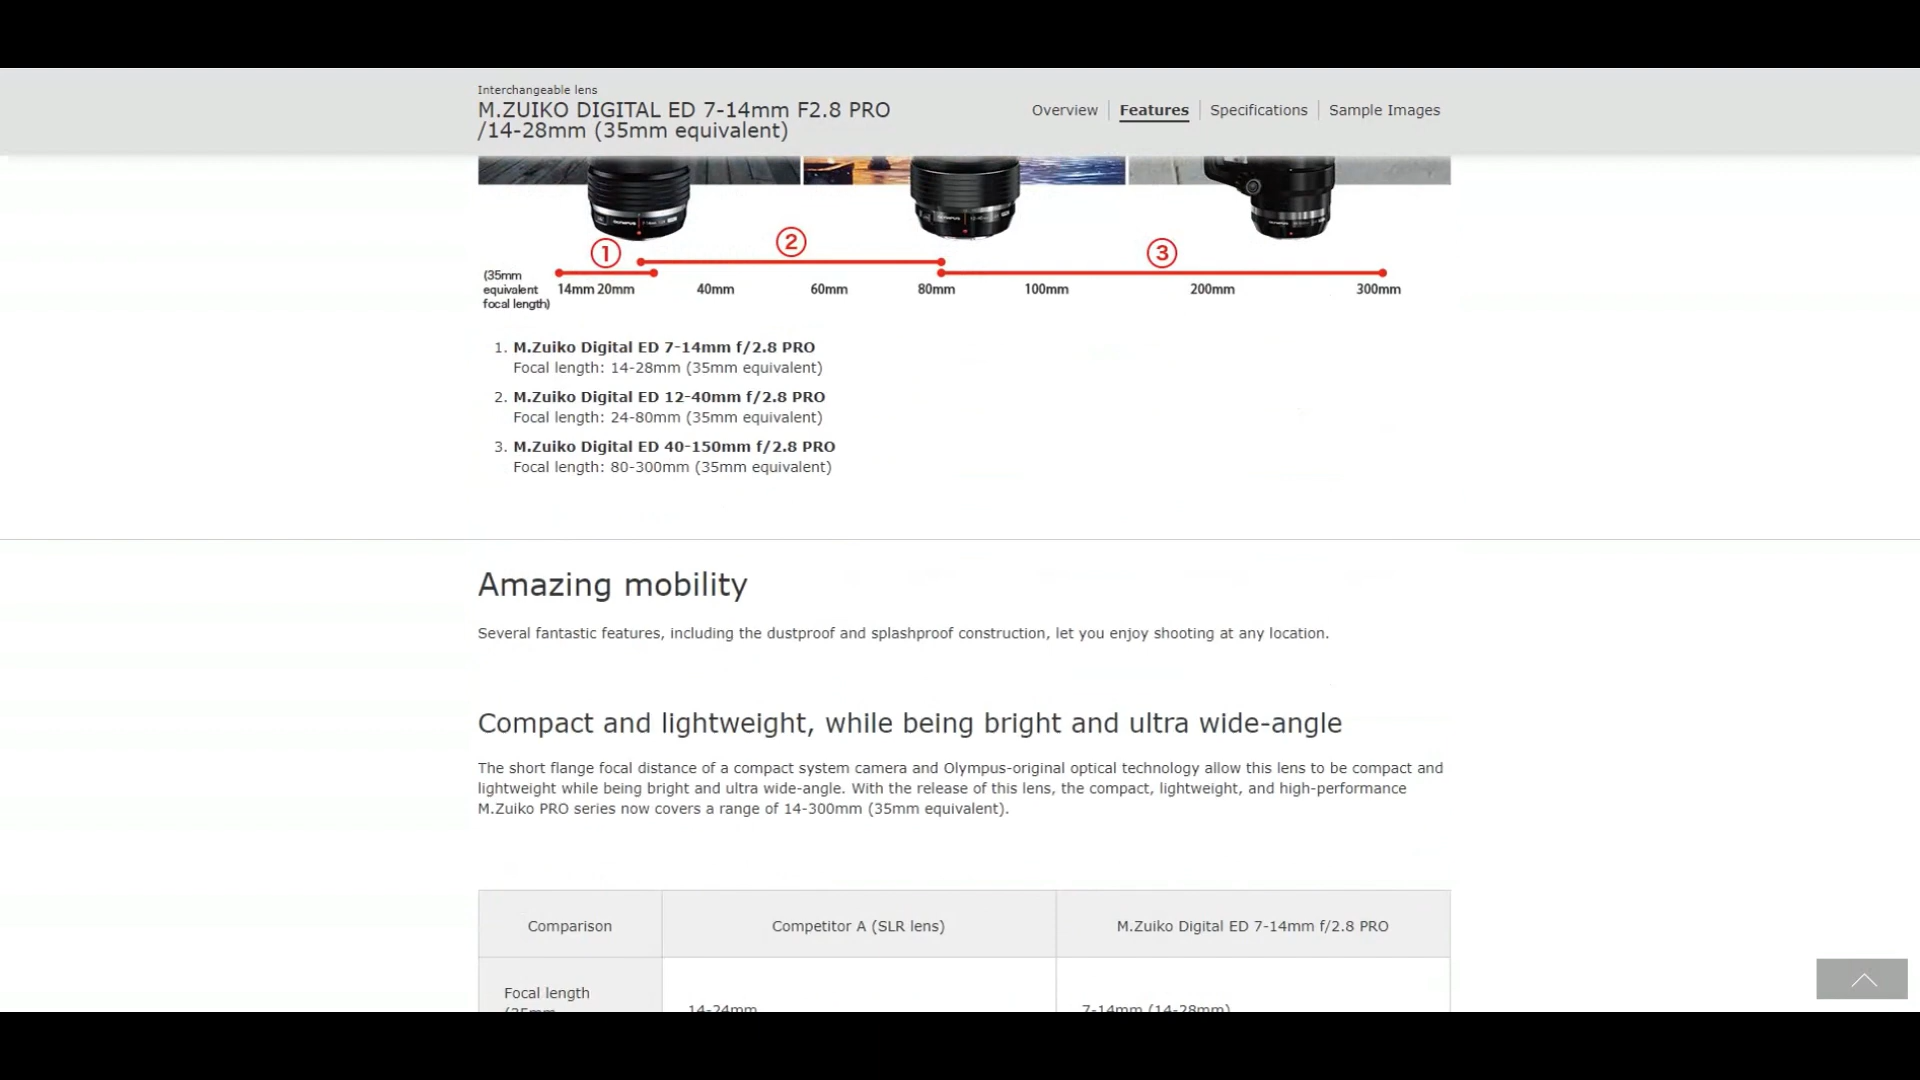 Interchangeable lens
M.ZUIKO DIGITAL ED 7-14mm F2.8 PRO
/14-28mm (35mm equivalent)
Overview
Features
Specifications
Sample Images
OLYMPUS
① ② ③
(35mm
equivalent
focal length)
14mm 20mm 40mm 60mm 80mm 100mm 200mm 300mm
1. M.Zuiko Digital ED 7-14mm f/2.8 PRO
Focal length: 14-28mm (35mm equivalent)
2. M.Zuiko Digital ED 12-40mm f/2.8 PRO
Focal length: 24-80mm (35mm equivalent)
3. M.Zuiko Digital ED 40-150mm f/2.8 PRO
Focal length: 80-300mm (35mm equivalent)
Amazing mobility
Several fantastic features, including the dustproof and splashproof construction, let you enjoy shooting at any location.
Compact and lightweight, while being bright and ultra wide-angle
The short flange focal distance of a compact system camera and Olympus-original optical technology allow this lens to be compact and
lightweight while being bright and ultra wide-angle. With the release of this lens, the compact, lightweight, and high-performance
M.Zuiko PRO series now covers a range of 14-300mm (35mm equivalent).
Comparison
Competitor A (SLR lens)
M.Zuiko Digital ED 7-14mm f/2.8 PRO
Focal length
(35mm
14-24mm
7-14mm (14-28mm)